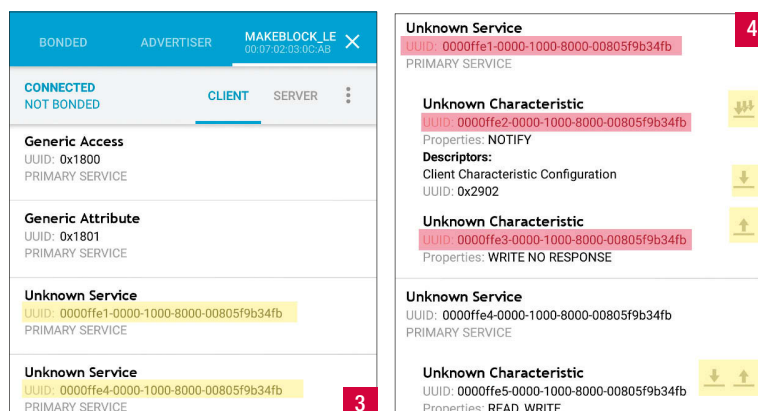 BONDED ADVERTISER MAKEBLOCK_LE
00:07:02:03:0C:AB
CONNECTED
NOT BONDED CLIENT SERVER
Generic Access
UUID: 0x1800
PRIMARY SERVICE
Generic Attribute
UUID: 0x1801
PRIMARY SERVICE
Unknown Service
UUID: 0000ffe1-0000-1000-8000-00805f9b34fb
PRIMARY SERVICE
Unknown Service
UUID: 0000ffe4-0000-1000-8000-00805f9b34fb
PRIMARY SERVICE
3
Unknown Service
UUID: 0000ffe1-0000-1000-8000-00805f9b34fb
PRIMARY SERVICE
4
Unknown Characteristic
UUID: 0000ffe2-0000-1000-8000-00805f9b34fb
Properties: NOTIFY
Descriptors:
Client Characteristic Configuration
UUID: 0x2902
Unknown Characteristic
UUID: 0000ffe3-0000-1000-8000-00805f9b34fb
Properties: WRITE NO RESPONSE
Unknown Service
UUID: 0000ffe4-0000-1000-8000-00805f9b34fb
PRIMARY SERVICE
Unknown Characteristic
UUID: 0000ffe5-0000-1000-8000-00805f9b34fb
Properties: READ, WRITE